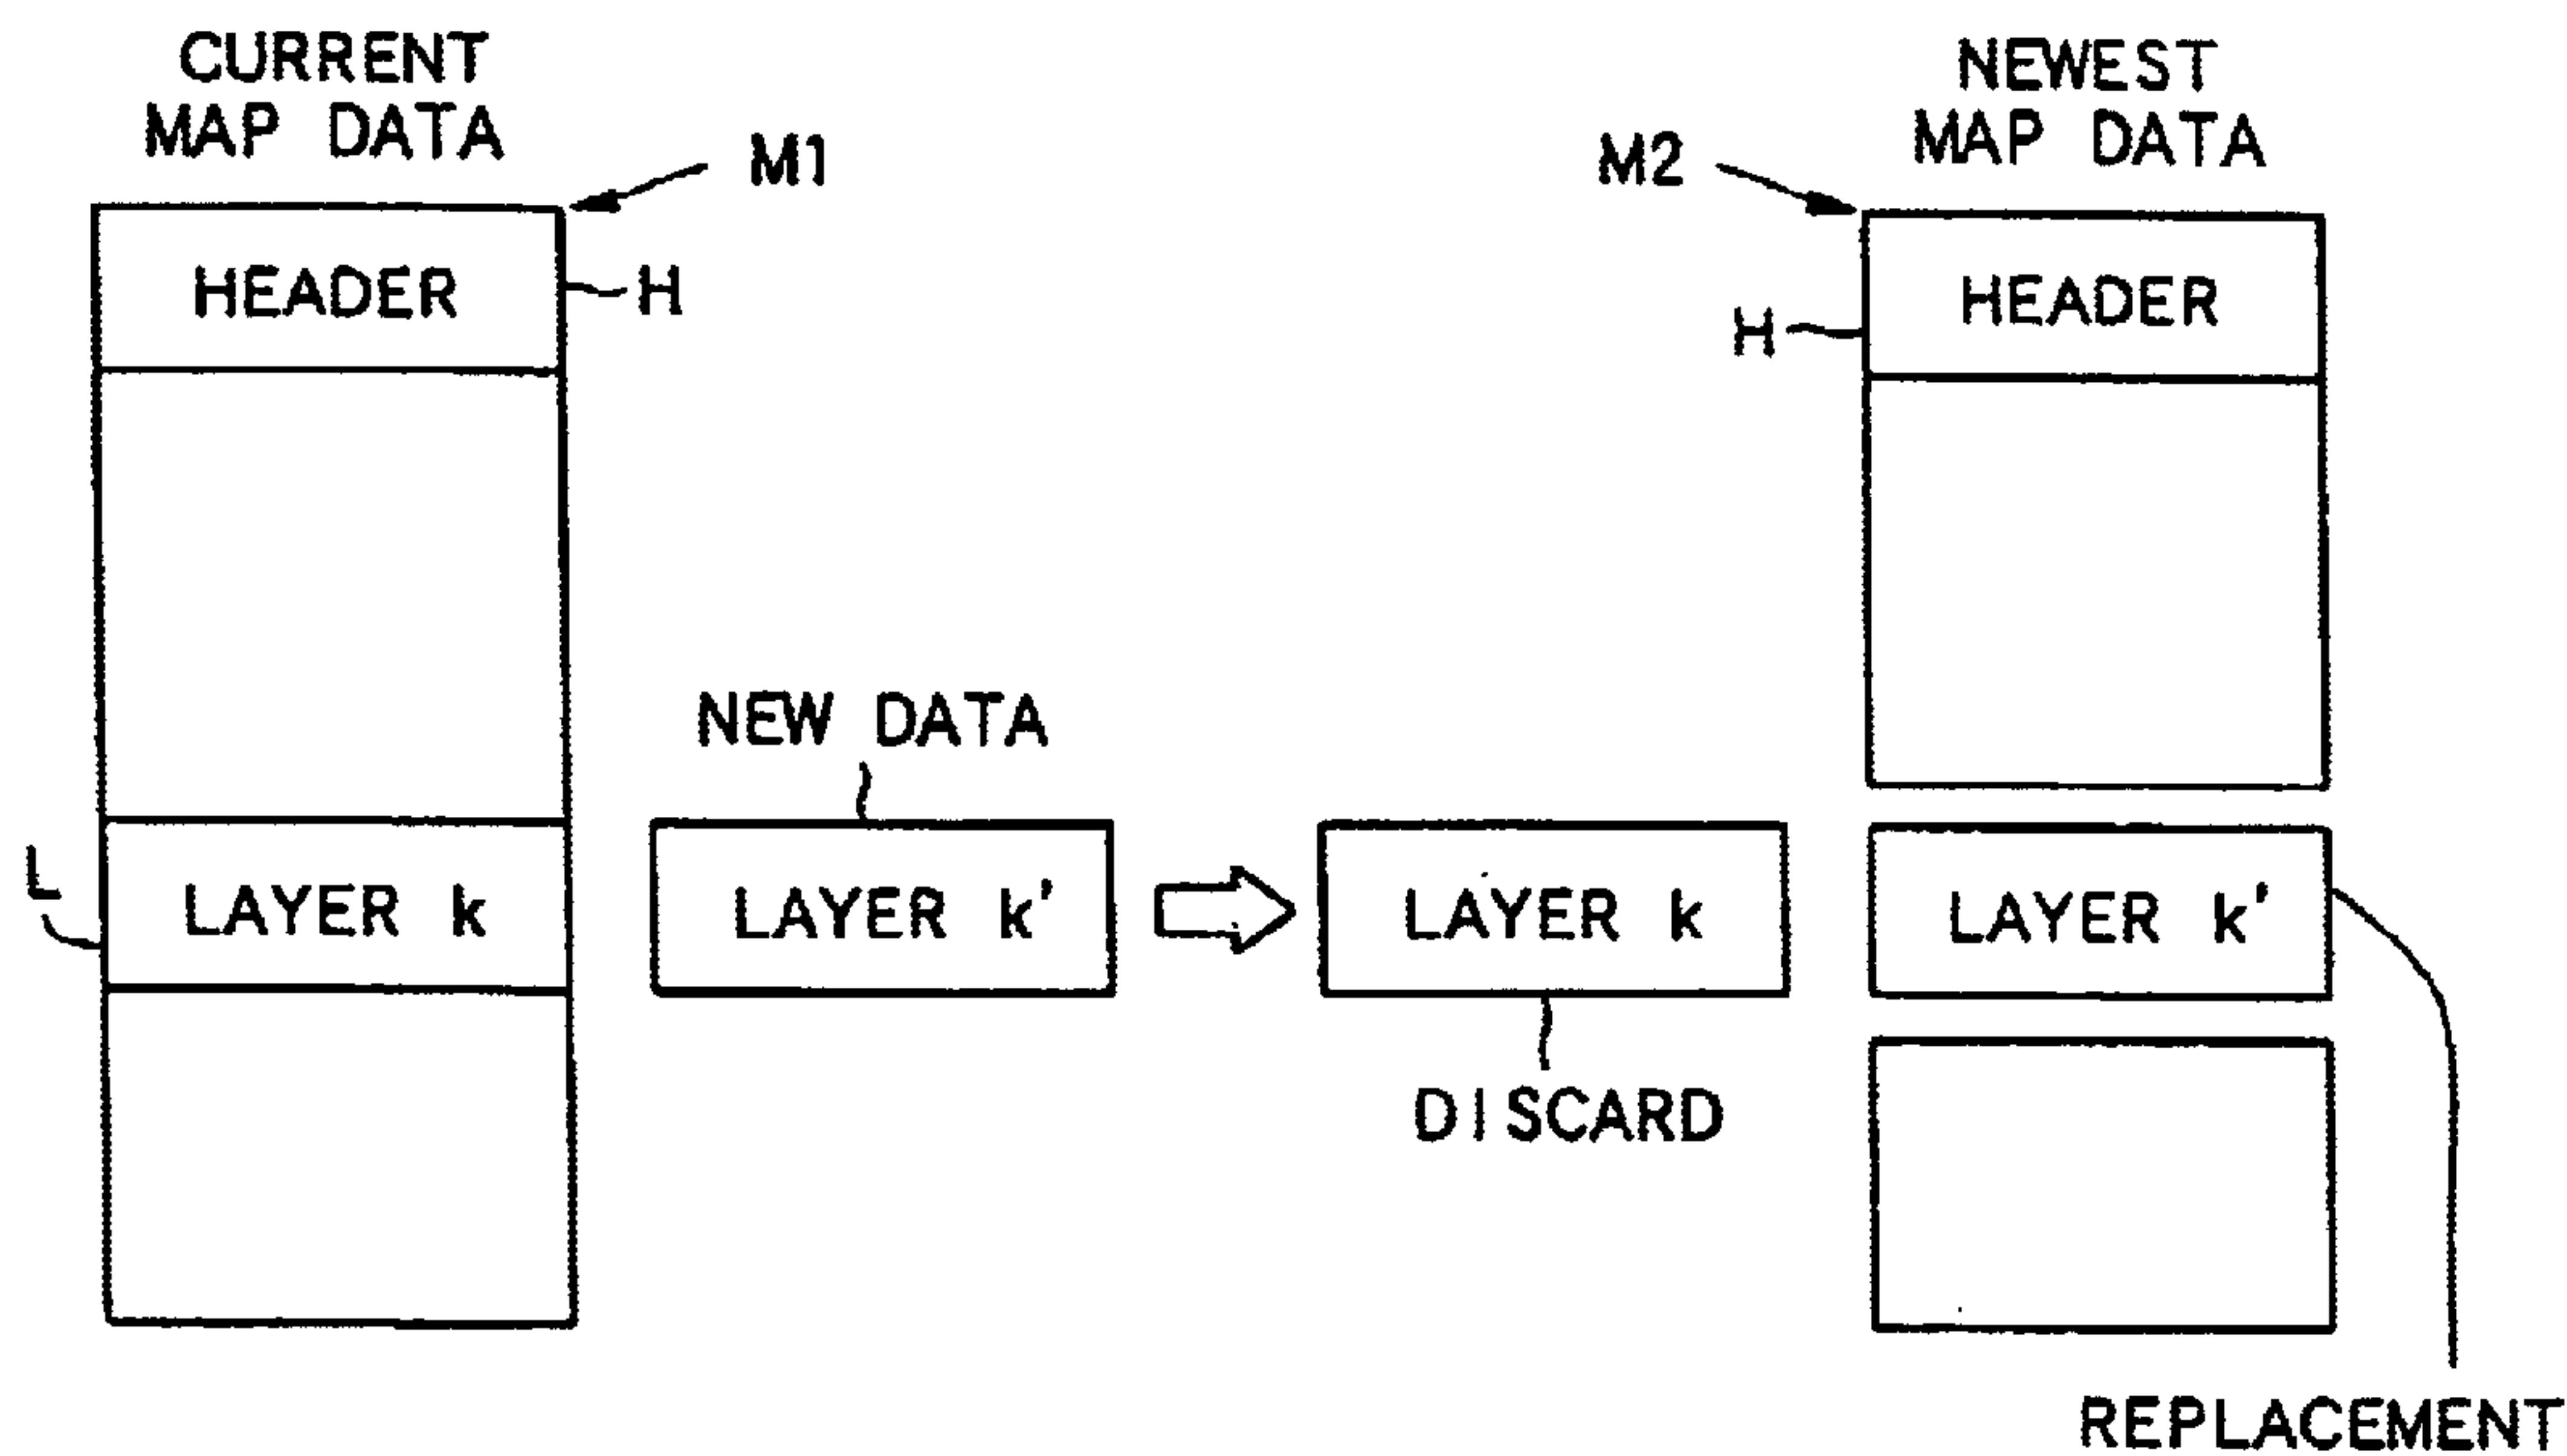 CURRENT
MAP DATA
M1
HEADER
H
LAYER k
L
NEW DATA
LAYER k'
LAYER k
DISCARD
NEWEST
MAP DATA
M2
HEADER
H
LAYER k'
REPLACEMENT